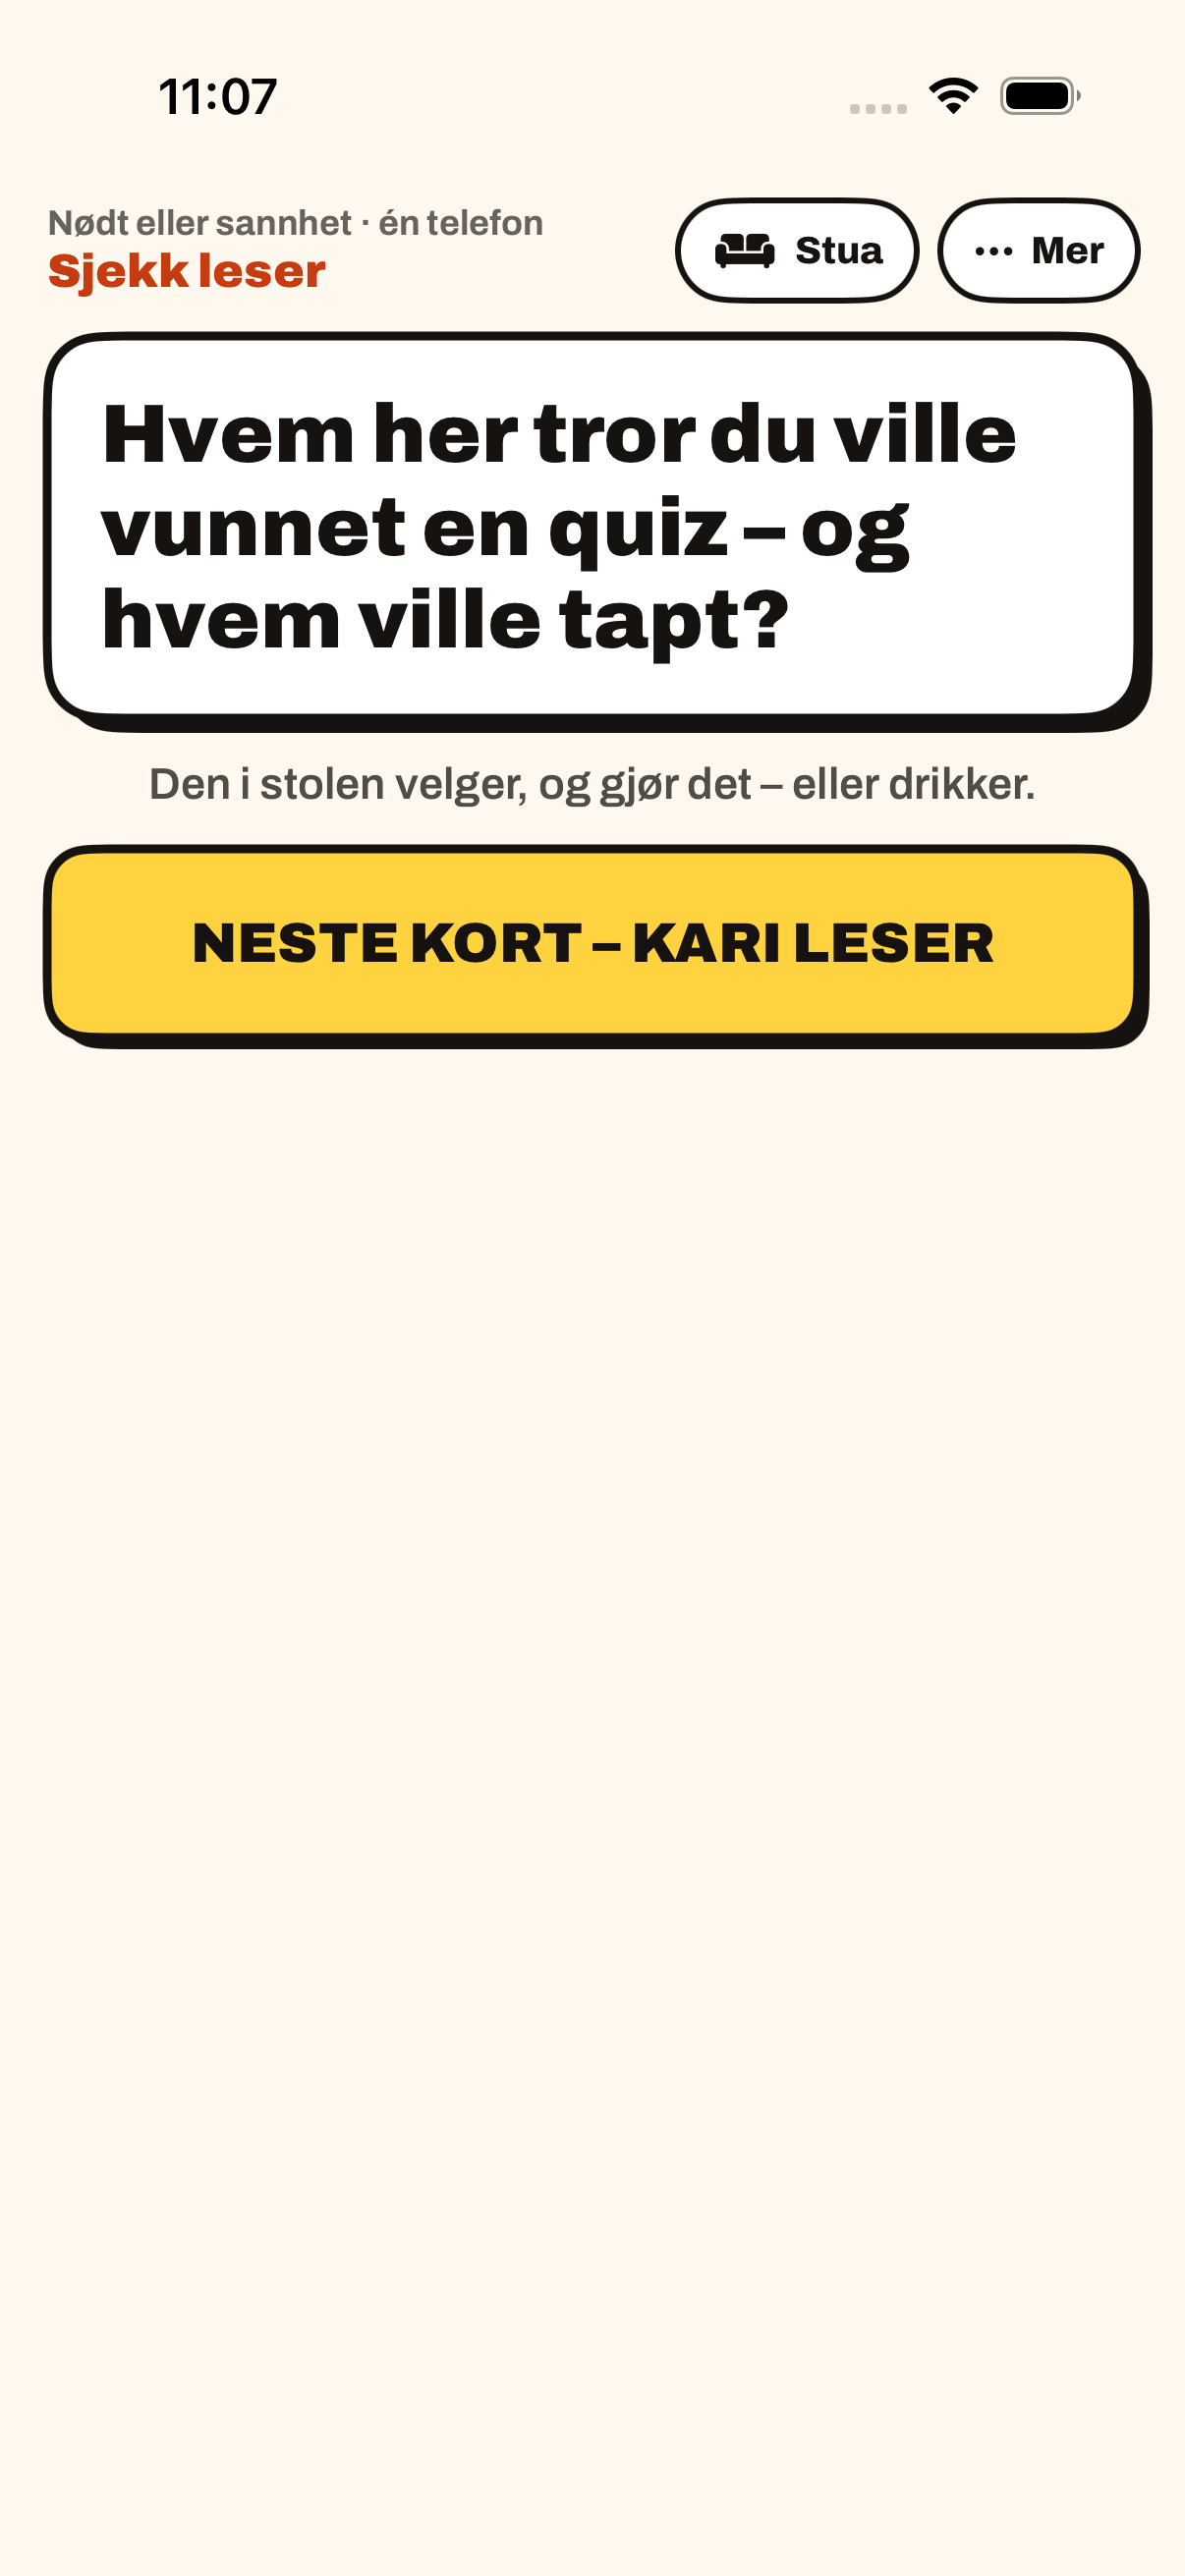 11:07
Nødt eller sannhet · én telefon
Sjekk leser
Stua
··· Mer
Hvem her tror du ville
vunnet en quiz – og
hvem ville tapt?
Den i stolen velger, og gjør det – eller drikker.
NESTE KORT – KARI LESER